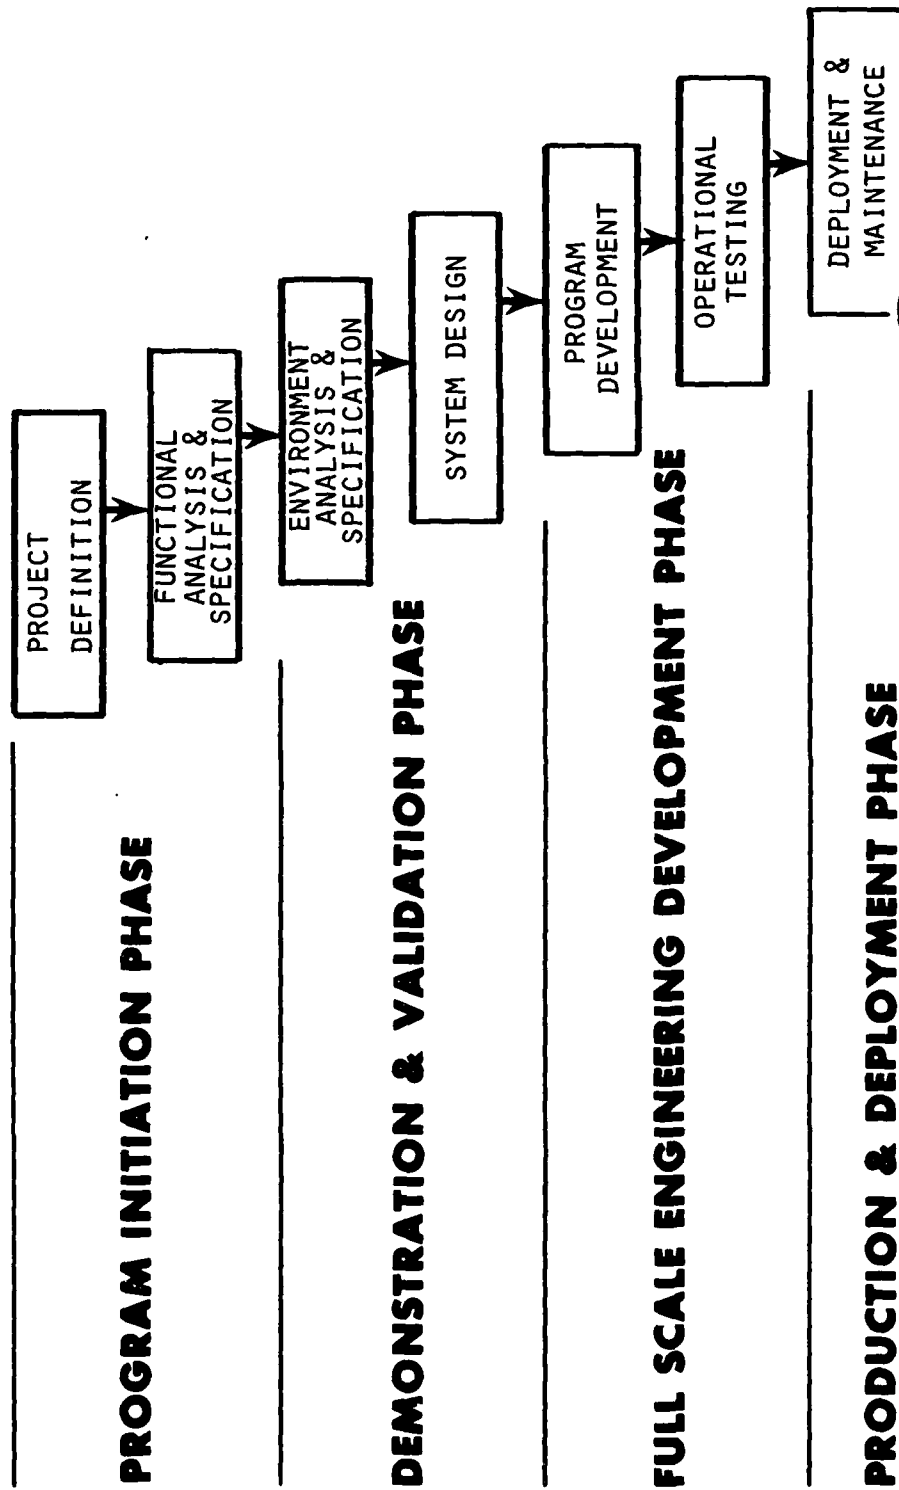 PROGRAM INITIATION PHASE
PROJECT
DEFINITION
FUNCTIONAL
ANALYSIS &
SPECIFICATION
DEMONSTRATION & VALIDATION PHASE
ENVIRONMENT
ANALYSIS &
SPECIFICATION
SYSTEM DESIGN
FULL SCALE ENGINEERING DEVELOPMENT PHASE
PROGRAM
DEVELOPMENT
OPERATIONAL
TESTING
PRODUCTION & DEPLOYMENT PHASE
DEPLOYMENT &
MAINTENANCE